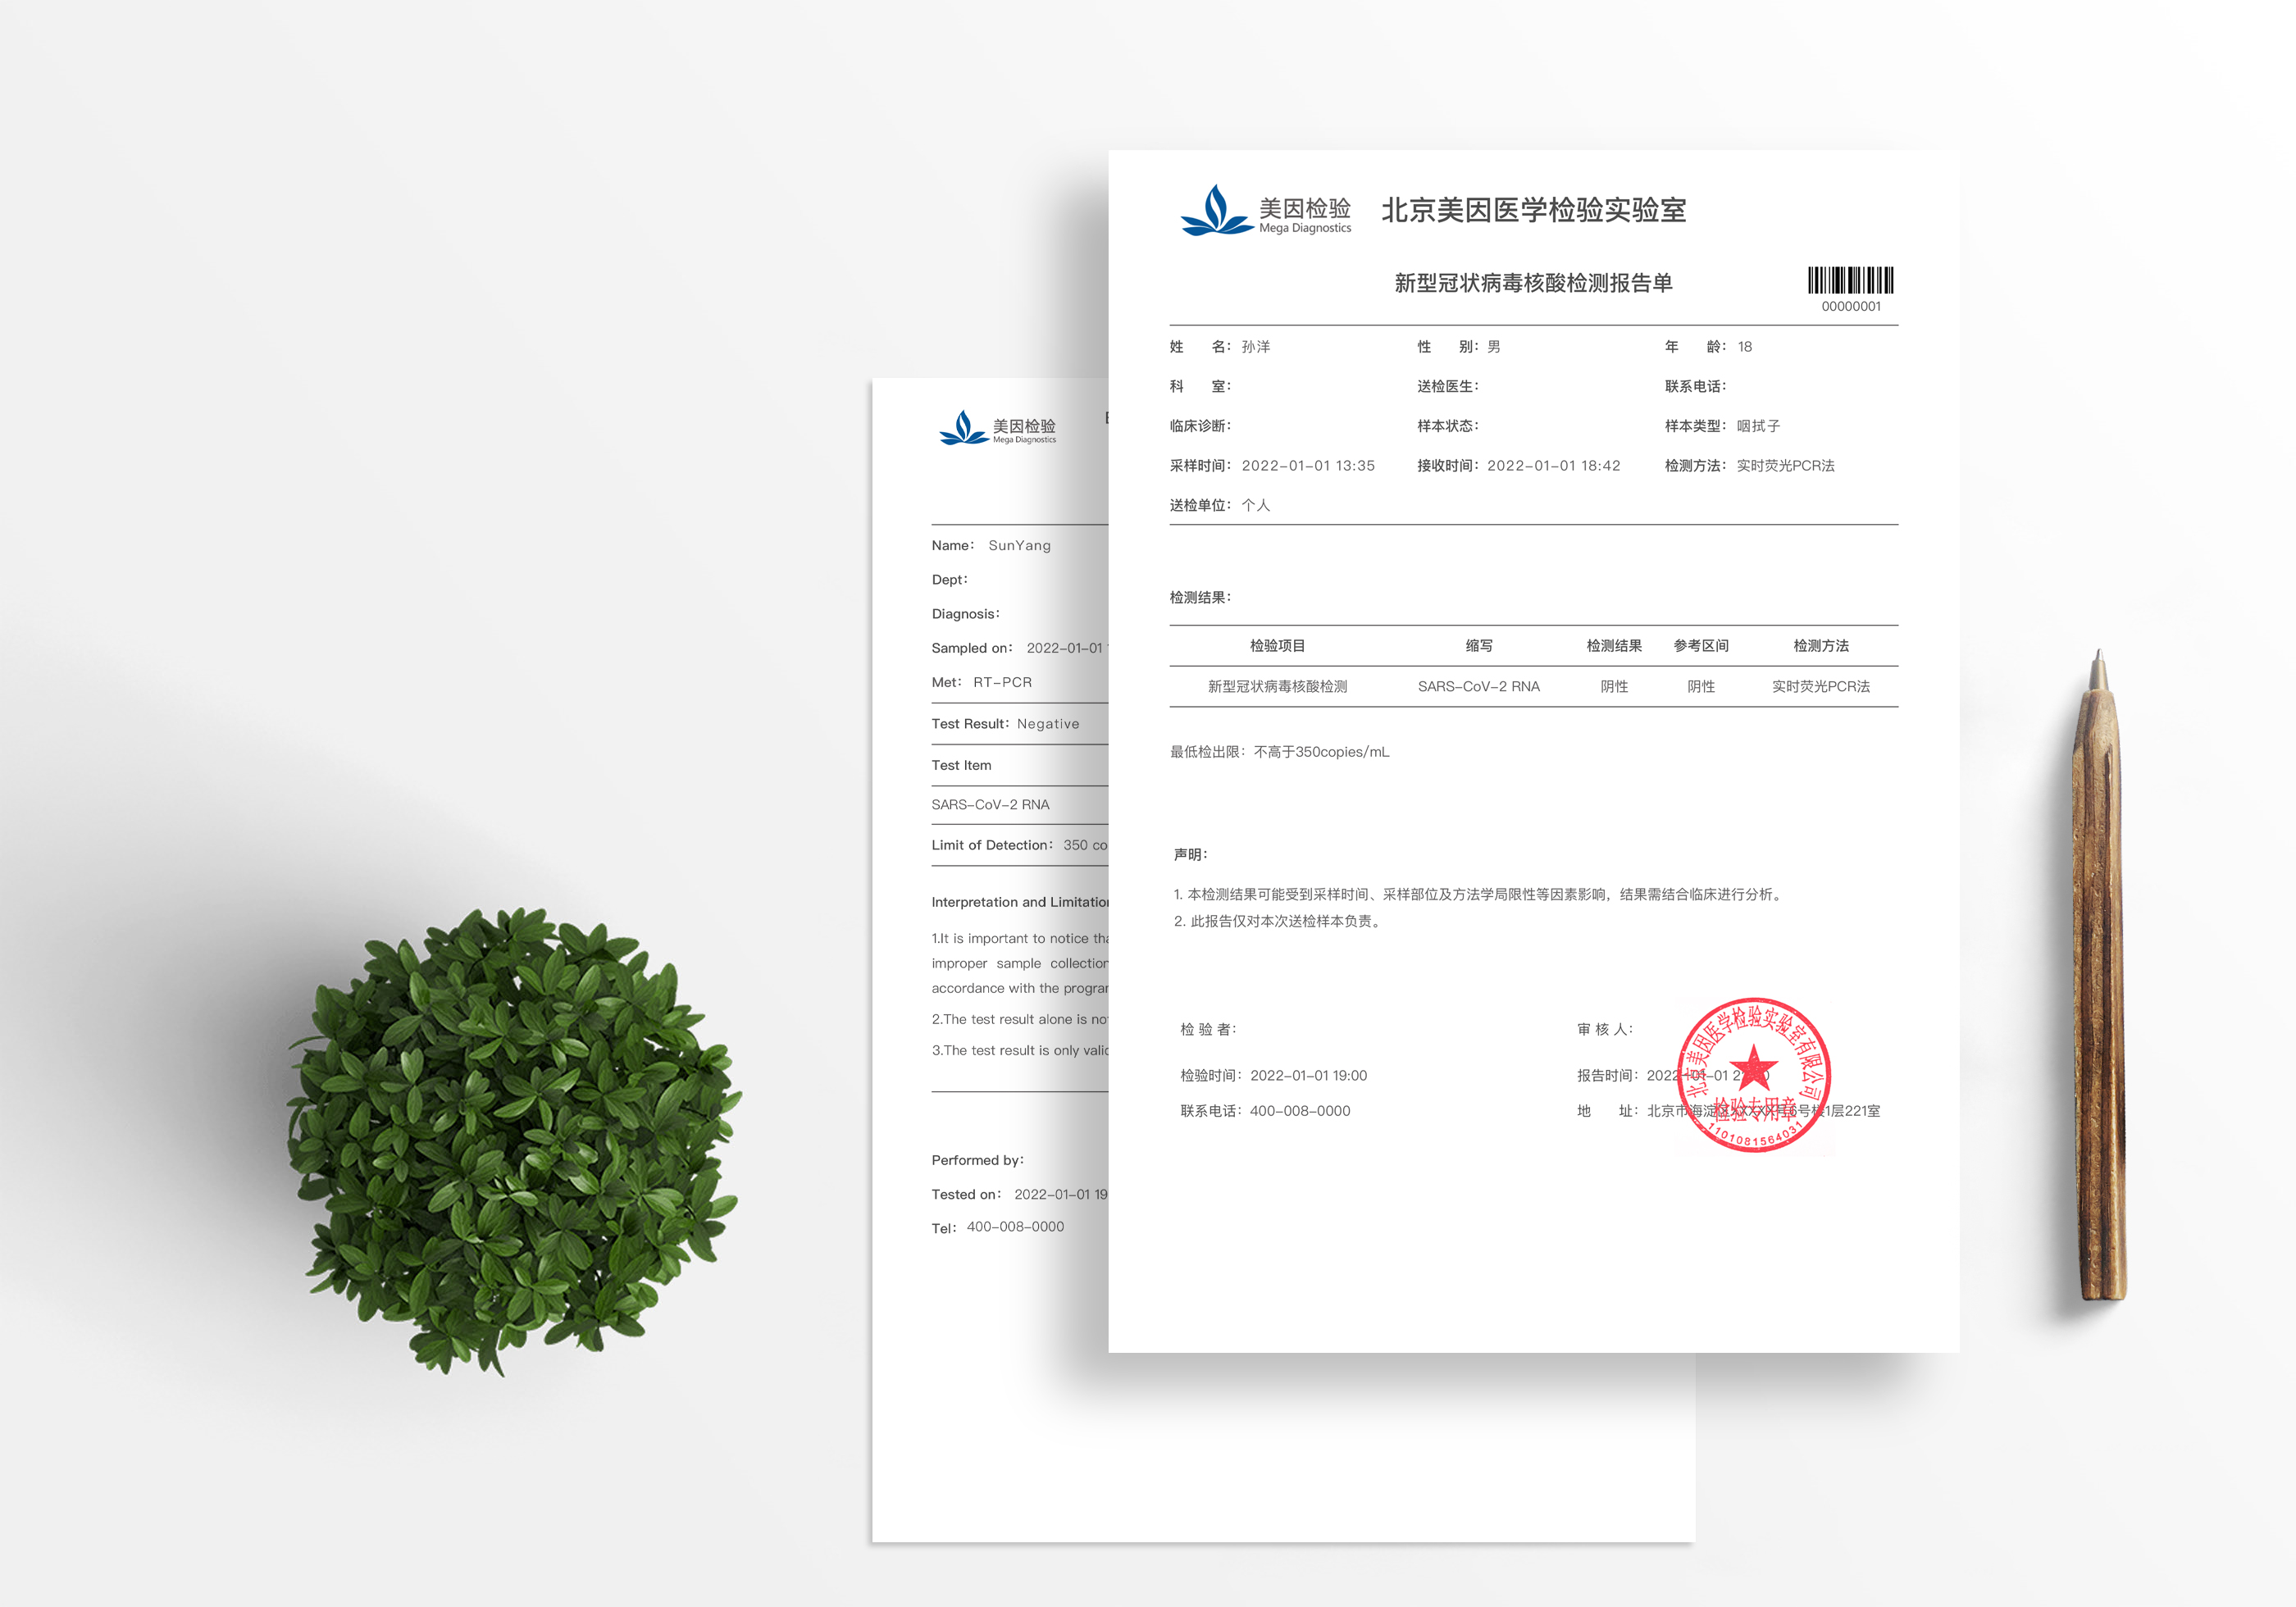 美因检验
Mega Diagnostics
北京美因医学检验实验室
新型冠状病毒核酸检测报告单
00000001
姓 名： 孙洋 性 别： 男 年 龄： 18
科 室： 送检医生： 联系电话：
临床诊断： 样本状态： 样本类型： 咽拭子
采样时间： 2022-01-01 13:35 接收时间： 2022-01-01 18:42 检测方法： 实时荧光PCR法
送检单位： 个人
检测结果：
检验项目 缩写 检测结果 参考区间 检测方法
新型冠状病毒核酸检测 SARS-CoV-2 RNA 阴性 阴性 实时荧光PCR法
最低检出限：不高于350copies/mL
声明：
1. 本检测结果可能受到采样时间、采样部位及方法学局限性等因素影响，结果需结合临床进行分析。
2. 此报告仅对本次送检样本负责。
检 验 者： 审 核 人：
检验时间：2022-01-01 19:00 报告时间：2022-01-01
联系电话：400-008-0000 地 址：北京市海淀区XXXX号6号楼1层221室
北京美因医学检验实验室有限公司
检验专用章
1101081564031
美因检验
Mega Diagnostics
Name： SunYang
Dept：
Diagnosis：
Sampled on： 2022-01-01
Met： RT-PCR
Test Result： Negative
Test Item
SARS-CoV-2 RNA
Limit of Detection： 350
Interpretation and
1.It is important to notice
improper sample
accordance with the
2.The test result alone is
3.The test result is only
Performed by：
Tested on： 2022-01-01 19
Tel： 400-008-0000